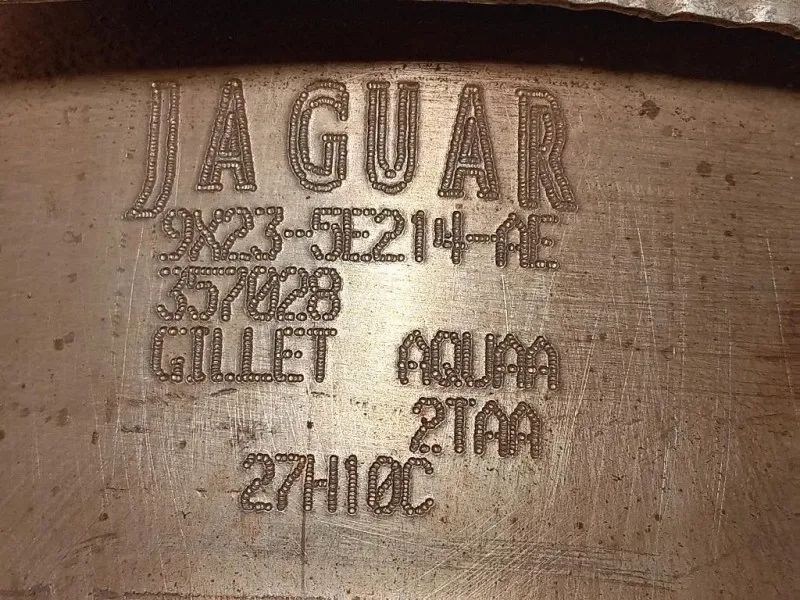 JAGUAR
9X23-5E214-AE
357028
GILLET AQUAA
2TAA
27H10C